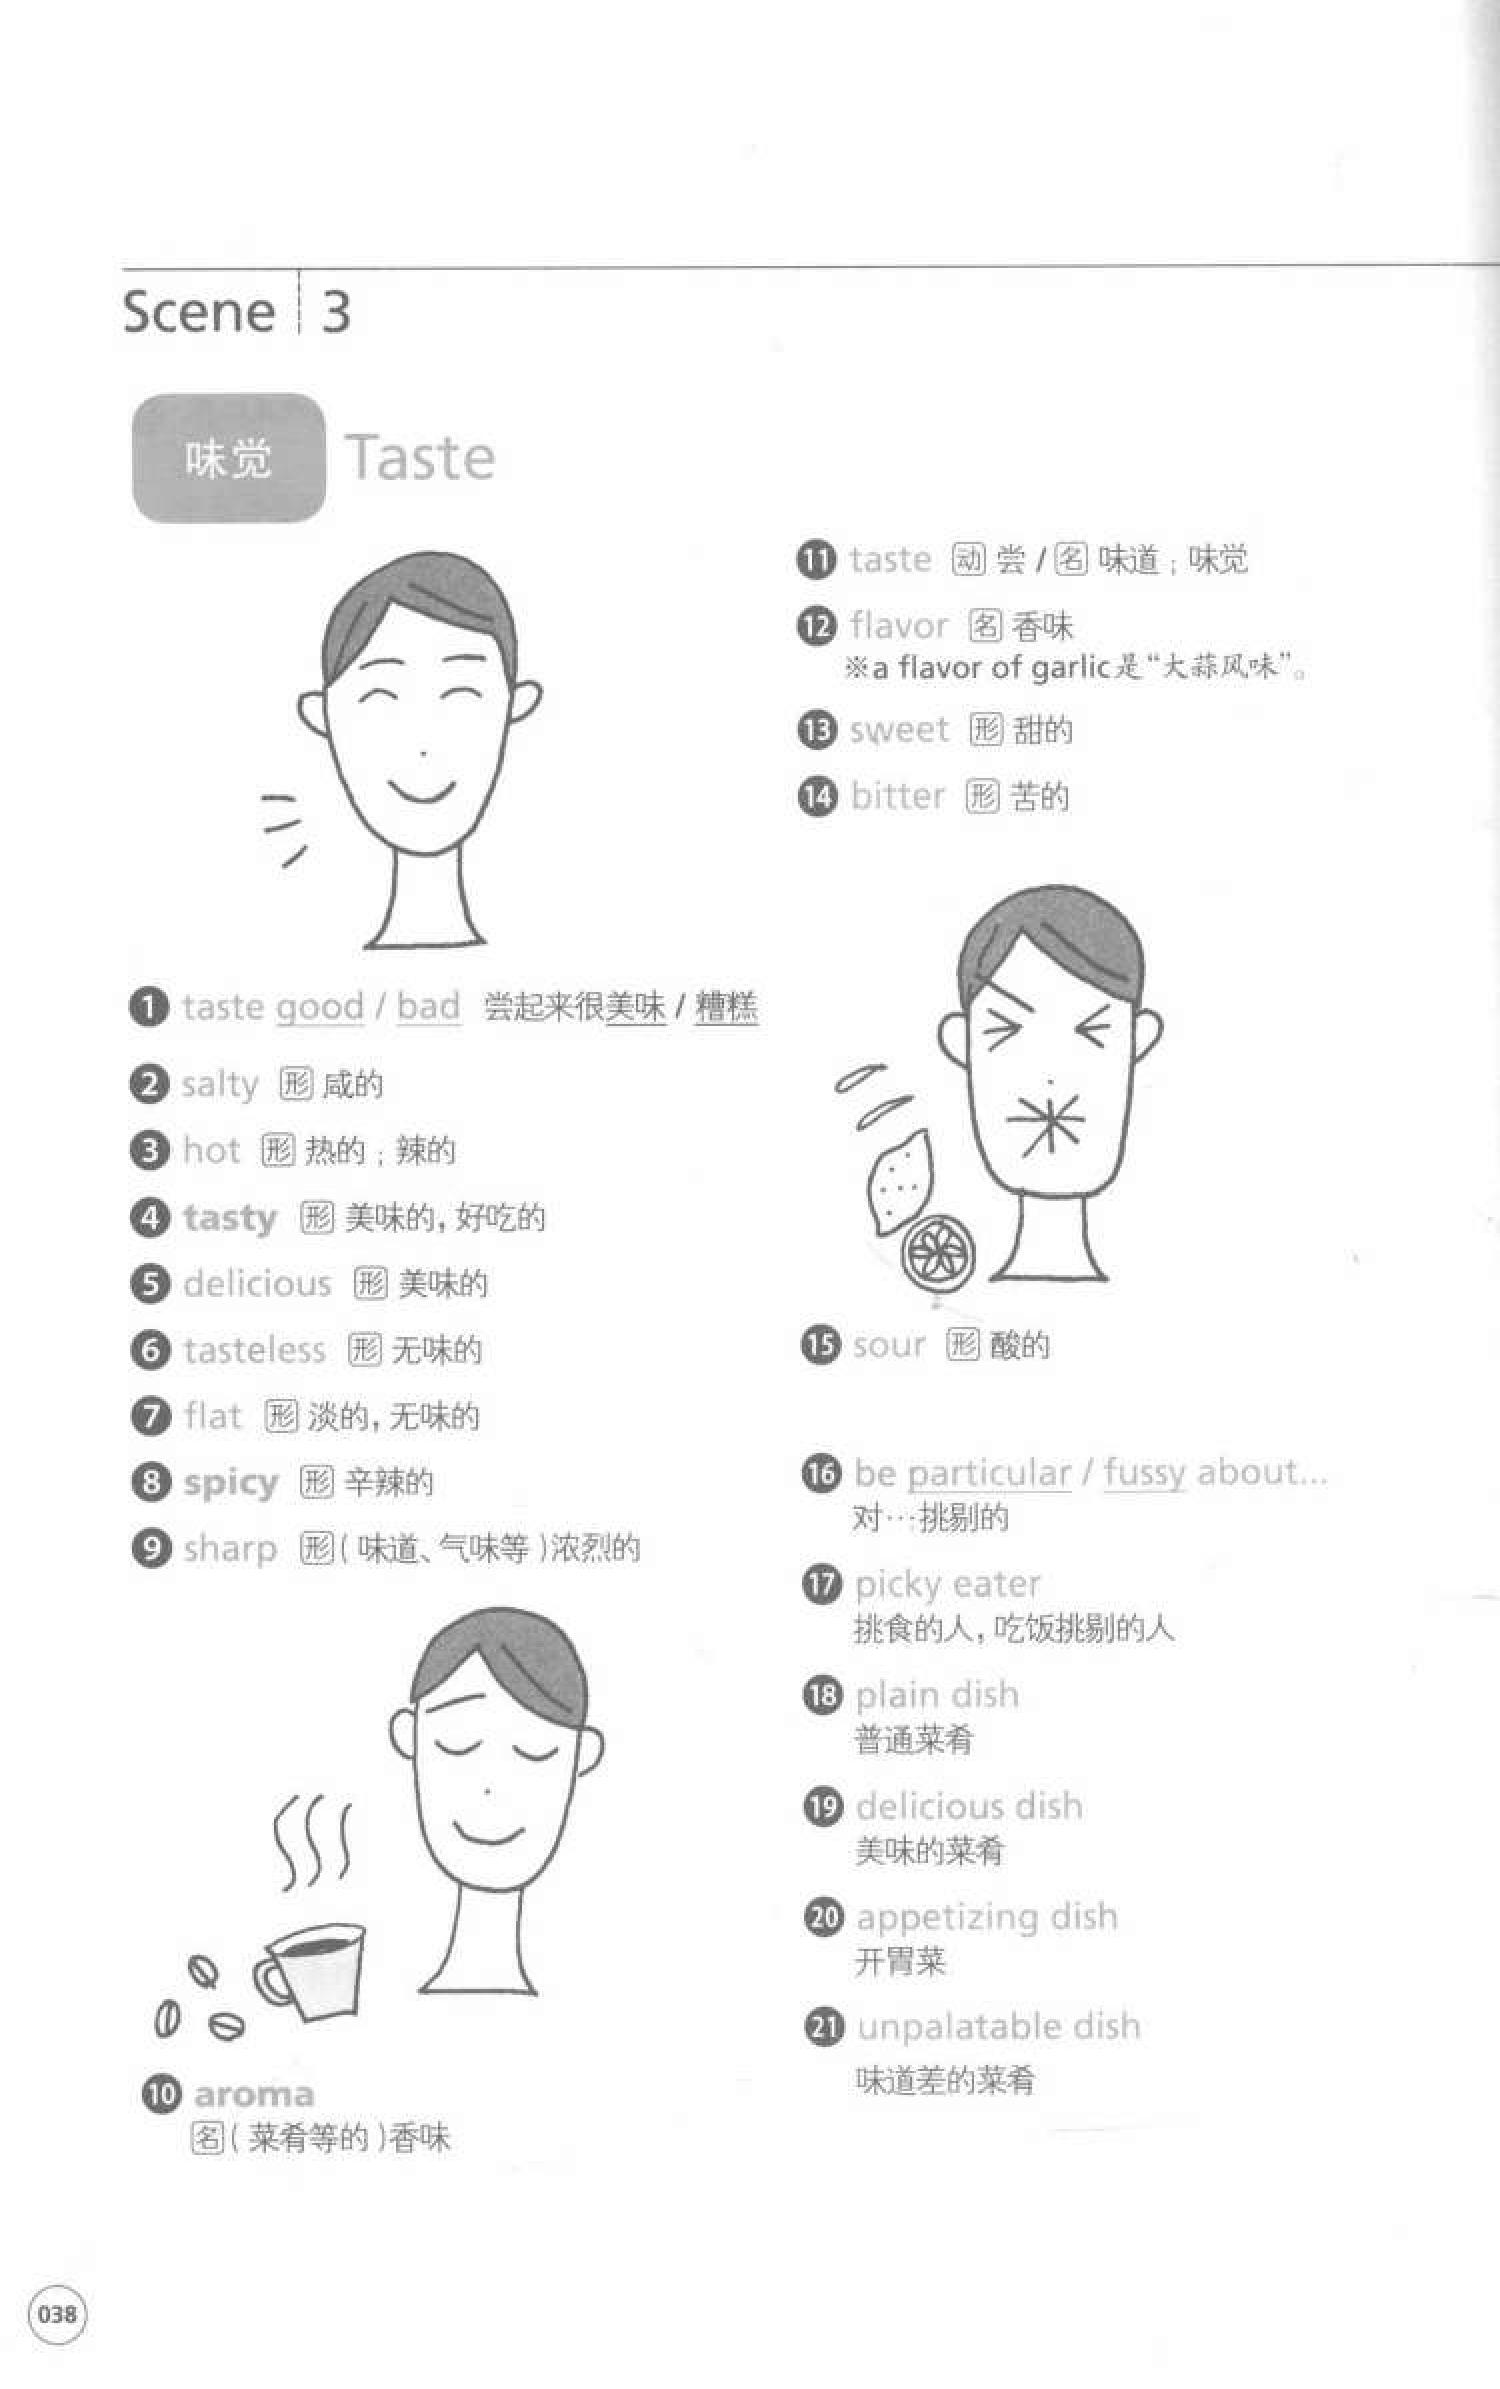 Scene 3
味觉 Taste
1 taste good / bad 尝起来很美味 / 糟糕
2 salty 形 咸的
3 hot 形 热的；辣的
4 tasty 形 美味的，好吃的
5 delicious 形 美味的
6 tasteless 形 无味的
7 flat 形 淡的，无味的
8 spicy 形 辛辣的
9 sharp 形（味道、气味等）浓烈的
10 aroma
名（菜肴等的）香味
11 taste 动 尝 / 名 味道；味觉
12 flavor 名 香味
※a flavor of garlic是“大蒜风味”。
13 sweet 形 甜的
14 bitter 形 苦的
15 sour 形 酸的
16 be particular / fussy about...
对…挑剔的
17 picky eater
挑食的人，吃饭挑剔的人
18 plain dish
普通菜肴
19 delicious dish
美味的菜肴
20 appetizing dish
开胃菜
21 unpalatable dish
味道差的菜肴
038